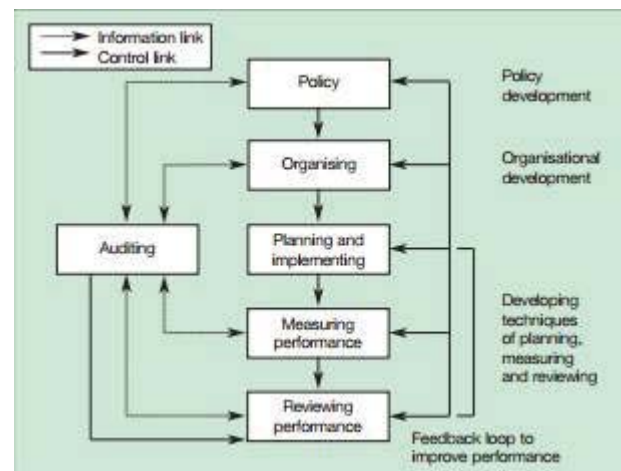 Information link
Control link
Policy
Policy
development
Organising
Organisational
development
Auditing
Planning and
implementing
Measuring
performance
Developing
techniques
of planning,
measuring
and reviewing
Reviewing
performance
Feedback loop to
improve performance